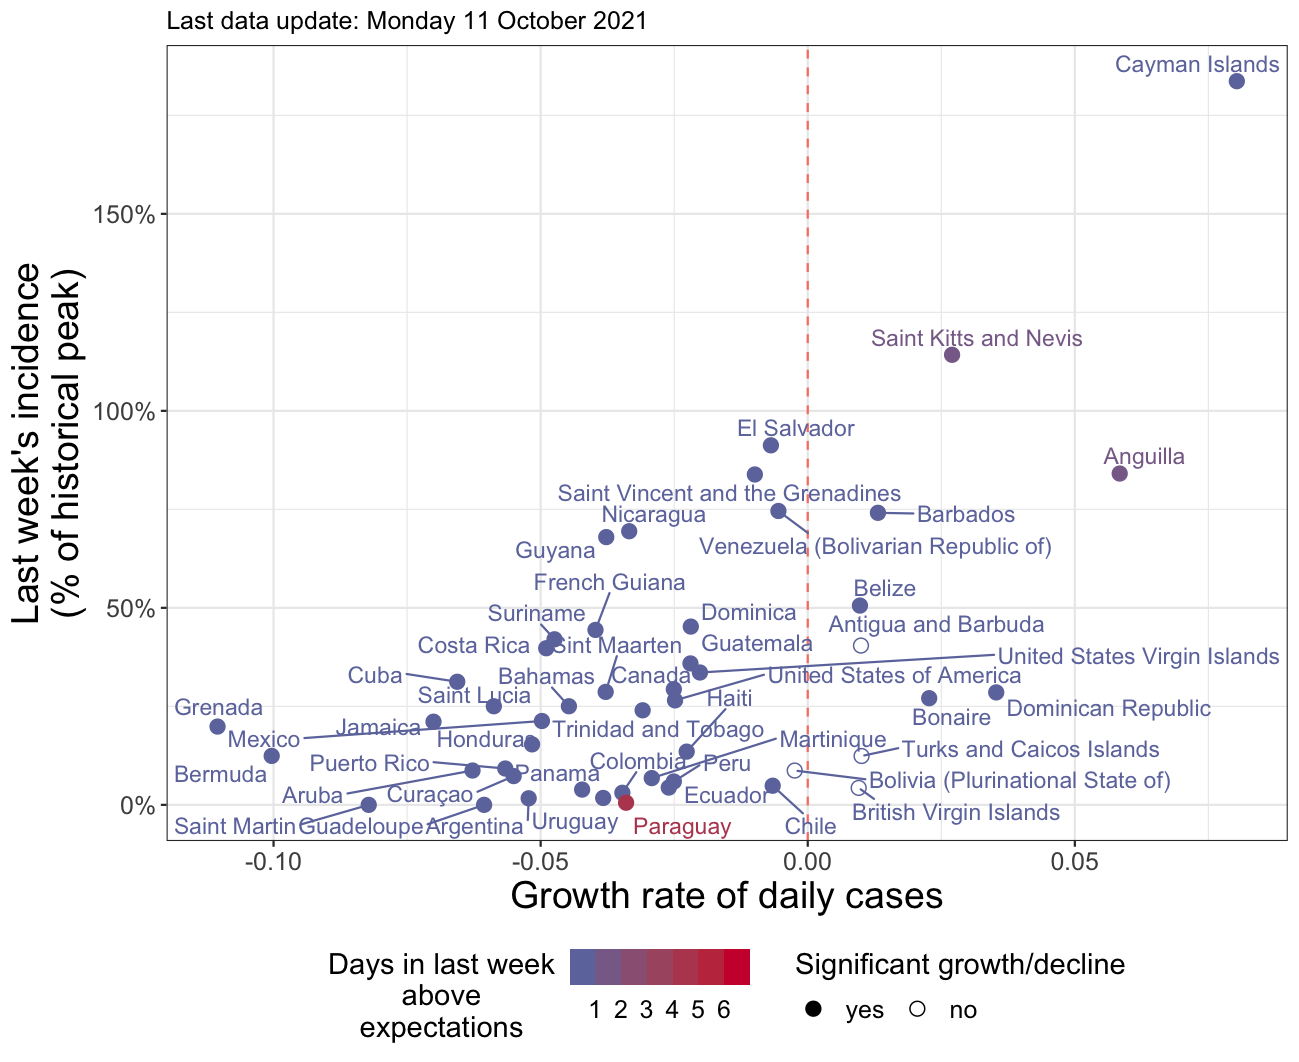 Last data update: Monday 11 October 2021
Last week's incidence
(% of historical peak)
150%
100%
50%
0%
Cayman Islands
Saint Kitts and Nevis
El Salvador
Anguilla
Saint Vincent and the Grenadines
Nicaragua
Barbados
Guyana
Venezuela (Bolivarian Republic of)
French Guiana
Belize
Suriname
Dominica
Antigua and Barbuda
Costa Rica
Sint Maarten
Guatemala
United States Virgin Islands
Cuba
Bahamas
Canada
United States of America
Saint Lucia
Haiti
Grenada
Dominican Republic
Bonaire
Jamaica
Trinidad and Tobago
Mexico
Honduras
Martinique
Turks and Caicos Islands
Puerto Rico
Colombia
Peru
Bermuda
Panama
Bolivia (Plurinational State of)
Aruba
Curaçao
Ecuador
British Virgin Islands
Saint Martin
Guadeloupe
Argentina
Uruguay
Paraguay
Chile
-0.10
-0.05
0.00
0.05
Growth rate of daily cases
Days in last week
above
expectations
1 2 3 4 5 6
Significant growth/decline
yes
no